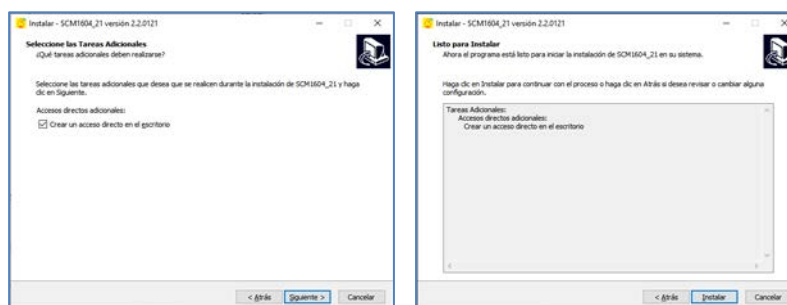 Instalar - SCM1604_21 versión 2.2.0121
Seleccione las Tareas Adicionales
¿Qué tareas adicionales deben realizarse?
Seleccione las tareas adicionales que desea que se realicen durante la instalación de SCM1604_21 y haga
clic en Siguiente.
Accesos directos adicionales:
Crear un acceso directo en el escritorio
< Atrás
Siguiente >
Cancelar
Instalar - SCM1604_21 versión 2.2.0121
Listo para Instalar
Ahora el programa está listo para iniciar la instalación de SCM1604_21 en su sistema.
Haga clic en Instalar para continuar con el proceso o haga clic en Atrás si desea revisar o cambiar alguna
configuración.
Tareas Adicionales:
Accesos directos adicionales:
Crear un acceso directo en el escritorio
< Atrás
Instalar
Cancelar